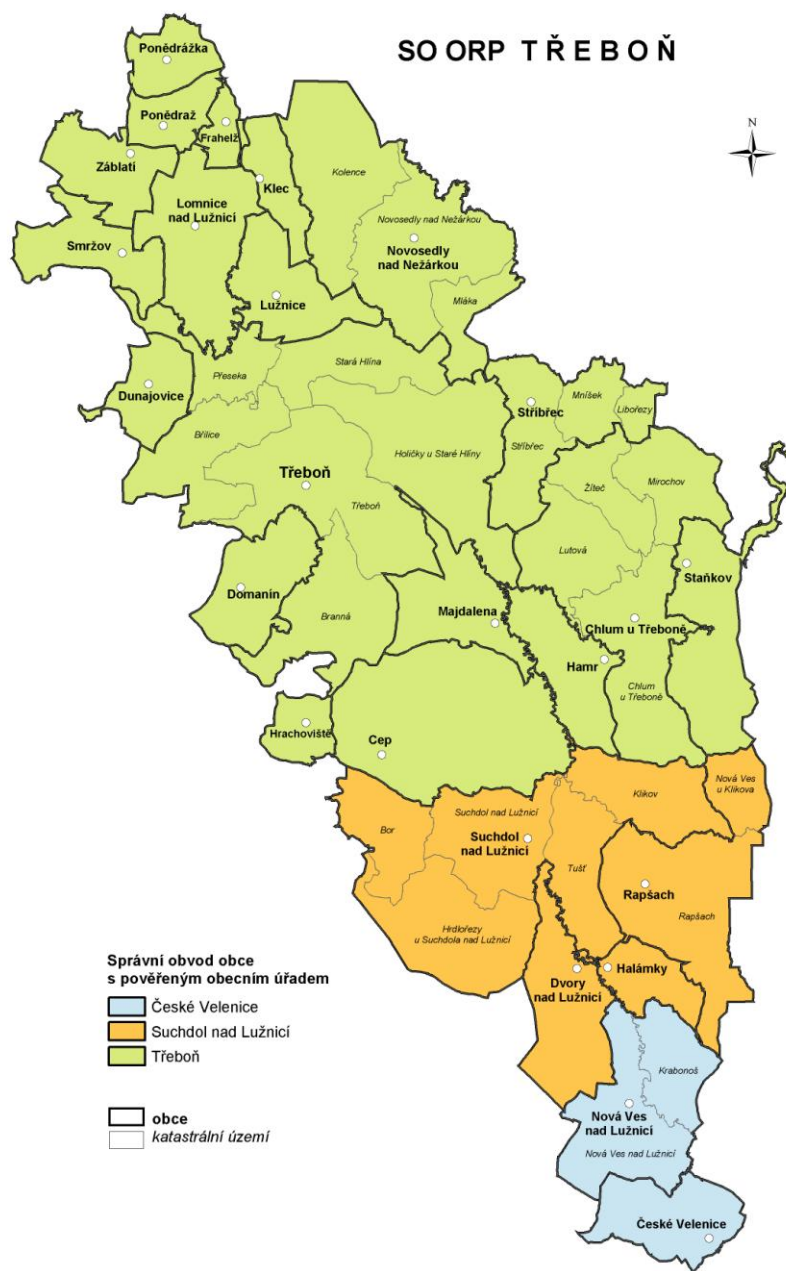 SO ORP TŘEBOŇ
N
Ponědrážka
Ponědraž
Frahelž
Záblatí
Klec
Kolence
Lomnice
nad Lužnicí
Novosedly nad Nežárkou
Novosedly
nad Nežárkou
Smržov
Lužnice
Mláka
Přeseka
Stará Hlína
Dunajovice
Stříbřec
Mníšek
Libořezy
Břilice
Holičky u Staré Hlíny
Stříbřec
Třeboň
Žíteč
Mirochov
Třeboň
Lutová
Staňkov
Domanín
Branná
Majdalena
Chlum u Třeboně
Hamr
Chlum
u Třeboně
Hrachoviště
Cep
Klikov
Nová Ves
u Klikova
Suchdol nad Lužnicí
Bor
Suchdol
nad Lužnicí
Tušť
Rapšach
Rapšach
Hrdlořezy
u Suchdola nad Lužnicí
Halámky
Dvory
nad Lužnicí
Správní obvod obce
s pověřeným obecním úřadem
České Velenice
Suchdol nad Lužnicí
Třeboň
obce
katastrální území
Krabonoš
Nová Ves
nad Lužnicí
Nová Ves nad Lužnicí
České Velenice